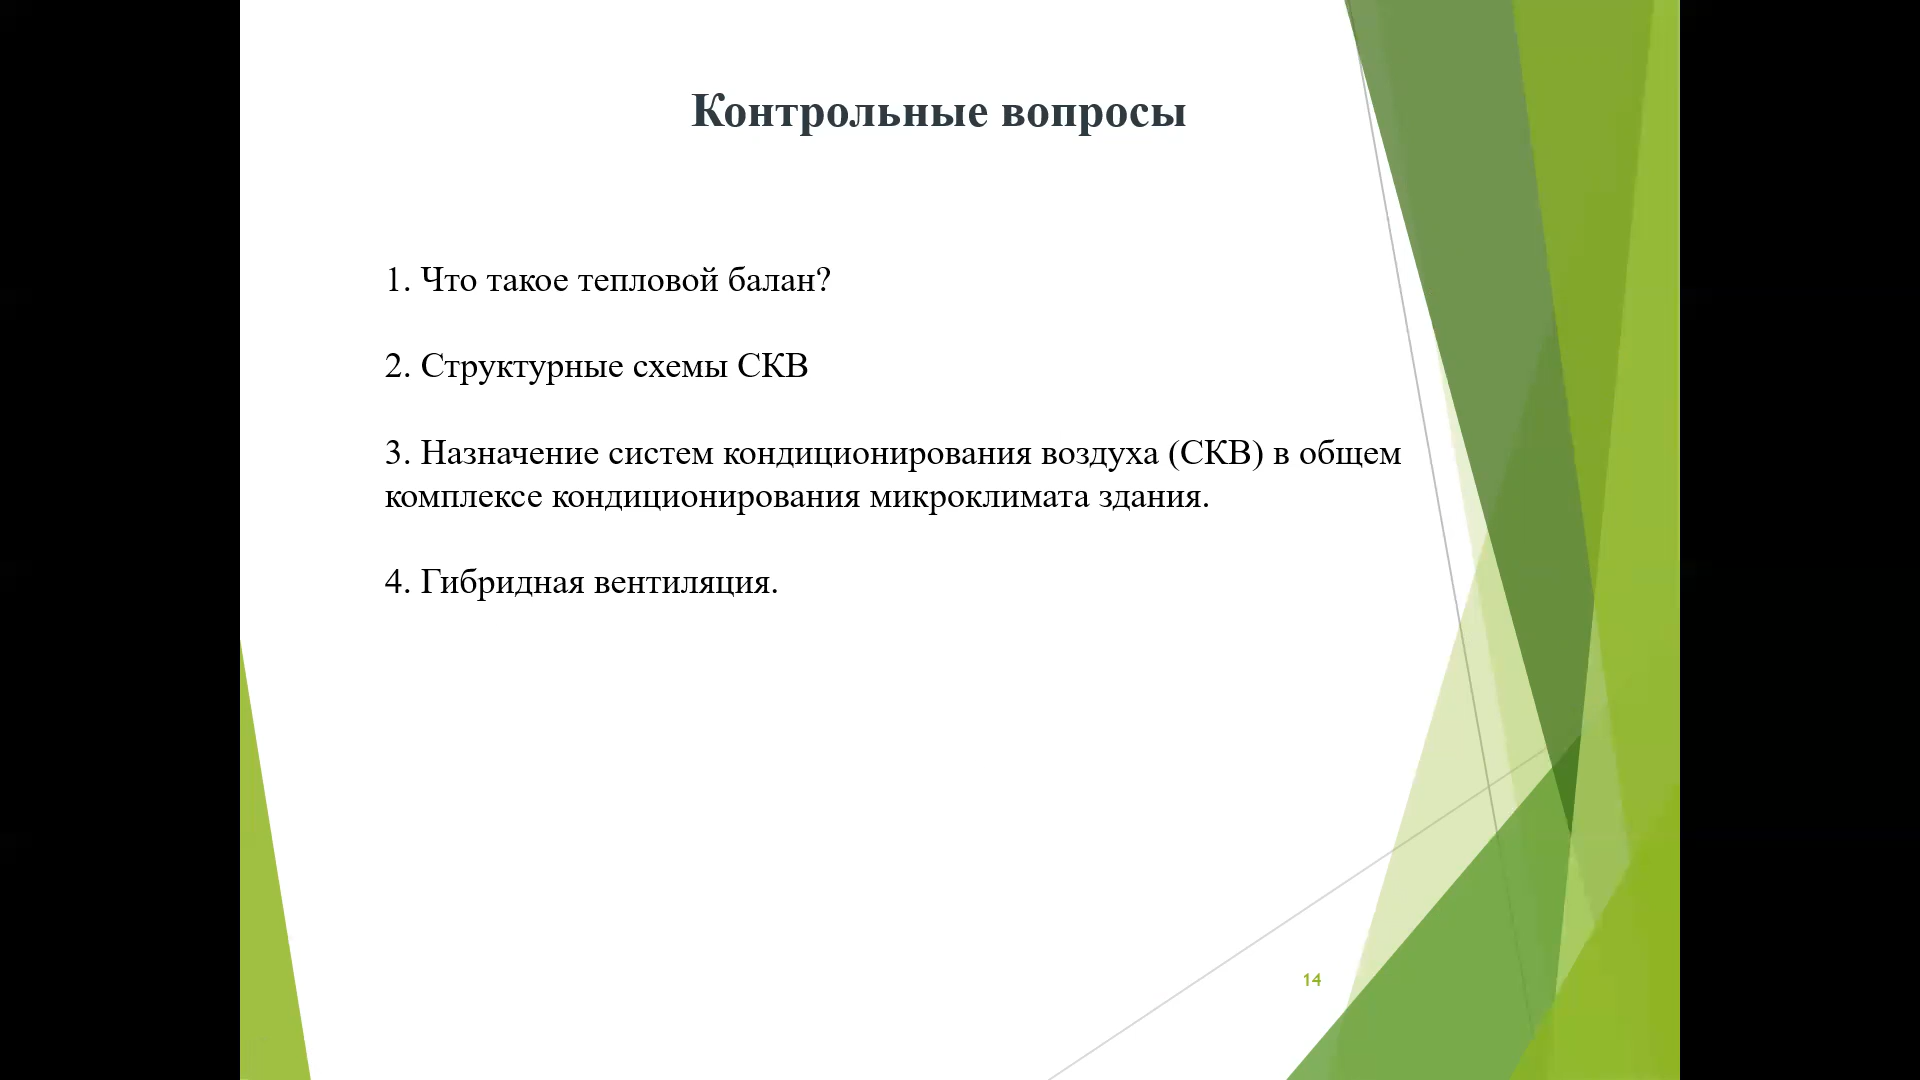 Контрольные вопросы
1. Что такое тепловой балан?
2. Структурные схемы СКВ
3. Назначение систем кондиционирования воздуха (СКВ) в общем
комплексе кондиционирования микроклимата здания.
4. Гибридная вентиляция.
14